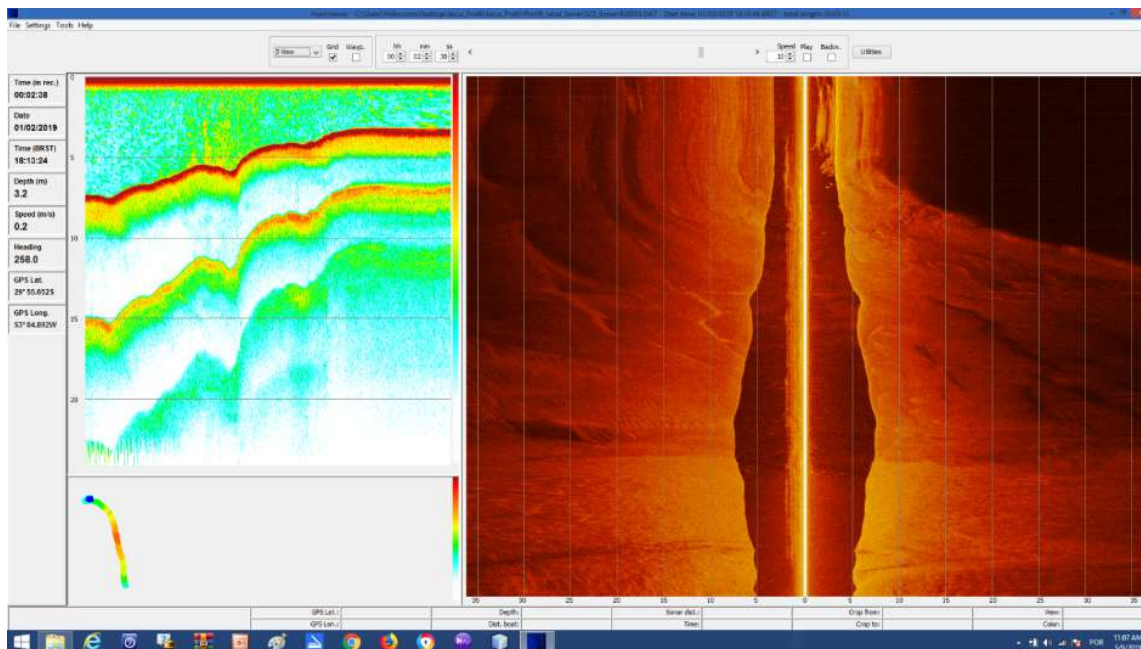 File Settings Tools Help
Grid Wayp. hh mm ss < > Speed Play Backw. Utilities
00 02 38 10
Time (in rec.)
00:02:38
Date
01/02/2019
Time (BRST)
18:13:24
Depth (m)
3.2
Speed (m/s)
0.2
Heading
258.0
GPS Lat.
29° 55.652S
GPS Long.
53° 04.892W
0
5
10
15
20
35 30 25 20 15 10 5 0 5 10 15 20 25 30 35
GPS Lat.: Depth: Sonar dist.: Crop from: View:
GPS Lon.: Dist. boat: Time: Crop to: Color:
POR 11:07 AM